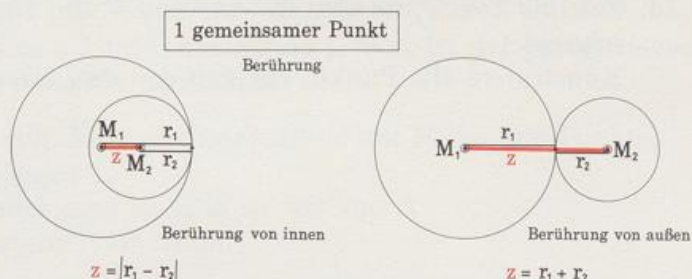 1 gemeinsamer Punkt
Berührung
M₁ r₁
z M₂ r₂
Berührung von innen
z = |r₁ − r₂|
M₁ r₁ M₂
z r₂
Berührung von außen
z = r₁ + r₂